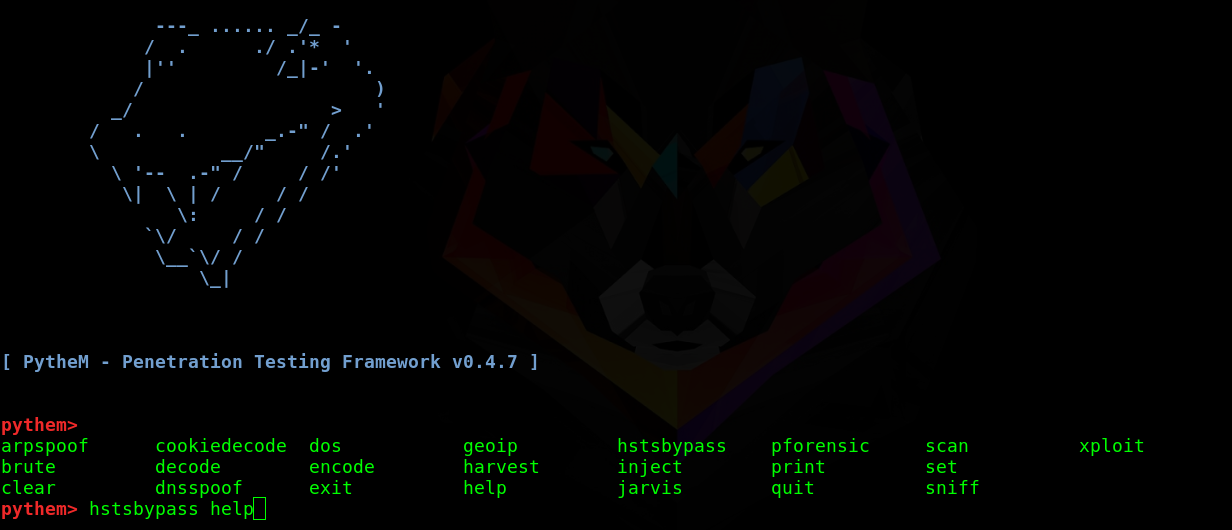 [ PytheM - Penetration Testing Framework v0.4.7 ]
pythem>
arpspoof cookiedecode dos geoip hstsbypass pforensic scan xploit
brute decode encode harvest inject print set
clear dnsspoof exit help jarvis quit sniff
pythem> hstsbypass help